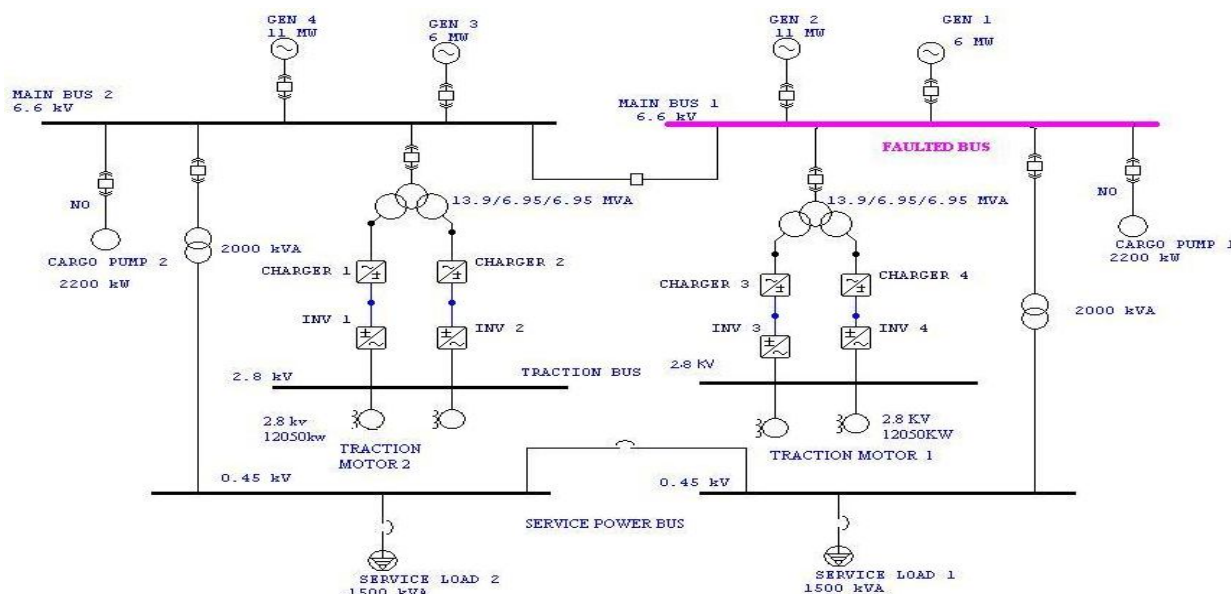 GEN 4
11 MW
GEN 3
6 MW
GEN 2
11 MW
GEN 1
6 MW
MAIN BUS 2
6.6 kV
MAIN BUS 1
6.6 kV
FAULTED BUS
NO
CARGO PUMP 2
2200 kW
2000 kVA
13.9/6.95/6.95 MVA
CHARGER 1
CHARGER 2
INV 1
INV 2
13.9/6.95/6.95 MVA
CHARGER 3
CHARGER 4
INV 3
INV 4
NO
CARGO PUMP 1
2200 kW
2000 kVA
2.8 kV
TRACTION BUS
2.8 KV
2.8 kv
12050kw
TRACTION
MOTOR 2
2.8 KV
12050KW
TRACTION MOTOR 1
0.45 kV
0.45 kV
SERVICE POWER BUS
SERVICE LOAD 2
1500 kVA
SERVICE LOAD 1
1500 kVA